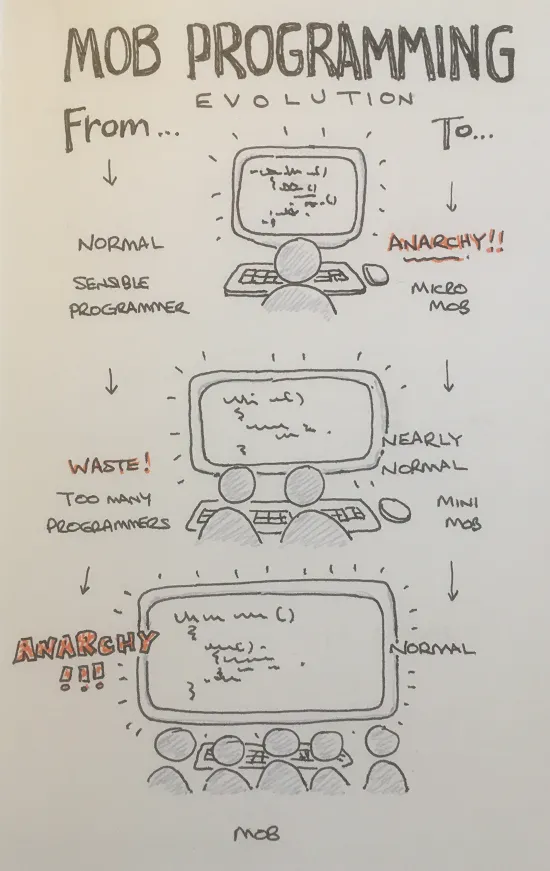 MOB PROGRAMMING
EVOLUTION
From...
To...
NORMAL
SENSIBLE
PROGRAMMER
ANARCHY!!
MICRO
MOB
WASTE!
TOO MANY
PROGRAMMERS
NEARLY
NORMAL
MINI
MOB
ANARCHY
!!!
NORMAL
MOB